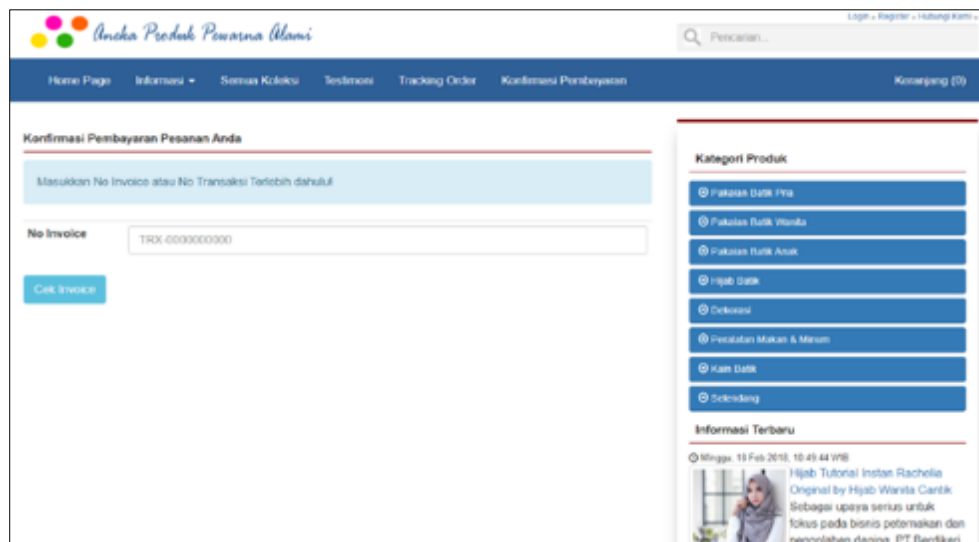 Login - Register - Hubungi Kami
Aneka Produk Pewarna Alami
Pencarian...
Home Page Informasi Semua Koleksi Testimoni Tracking Order Konfirmasi Pembayaran Keranjang (0)
Konfirmasi Pembayaran Pesanan Anda
Masukkan No Invoice atau No Transaksi Terlebih dahulu!
No Invoice
TRX-0000000000
Cek Invoice
Kategori Produk
Pakaian Batik Pria
Pakaian Batik Wanita
Pakaian Batik Anak
Hijab Batik
Dekorasi
Peralatan Makan & Minum
Kain Batik
Selendang
Informasi Terbaru
Minggu, 18 Feb 2018, 10:49:44 WIB
Hijab Tutorial Instan Rachelia
Original by Hijab Wanita Cantik
Sebagai upaya serius untuk
fokus pada bisnis peternakan dan
pengolahan daging, PT Berdikari